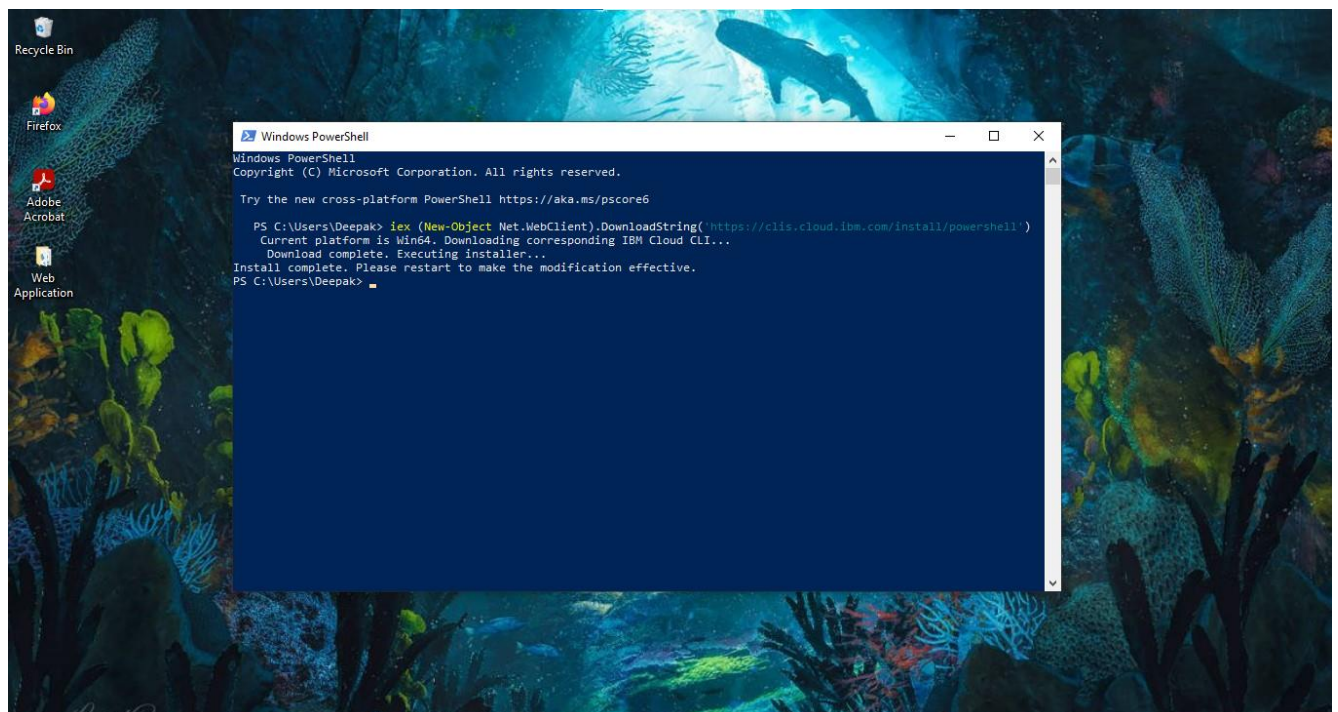 Recycle Bin
Firefox
Adobe
Acrobat
Web
Application
Windows PowerShell
Windows PowerShell
Copyright (C) Microsoft Corporation. All rights reserved.
Try the new cross-platform PowerShell https://aka.ms/pscore6
PS C:\Users\Deepak> iex (New-Object Net.WebClient).DownloadString('https://clis.cloud.ibm.com/install/powershell')
Current platform is Win64. Downloading corresponding IBM Cloud CLI...
Download complete. Executing installer...
Install complete. Please restart to make the modification effective.
PS C:\Users\Deepak>